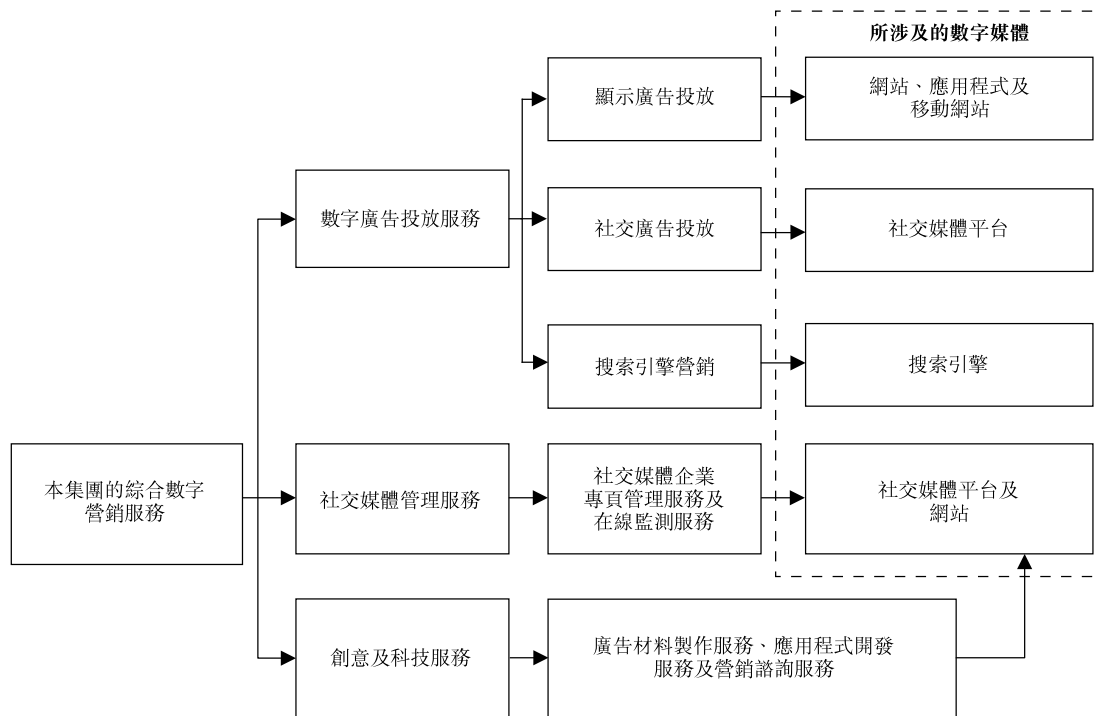 所涉及的數字媒體
顯示廣告投放
網站、應用程式及
移動網站
數字廣告投放服務
社交廣告投放
社交媒體平台
搜索引擎營銷
搜索引擎
本集團的綜合數字
營銷服務
社交媒體管理服務
社交媒體企業
專頁管理服務及
在線監測服務
社交媒體平台及
網站
創意及科技服務
廣告材料製作服務、應用程式開發
服務及營銷諮詢服務